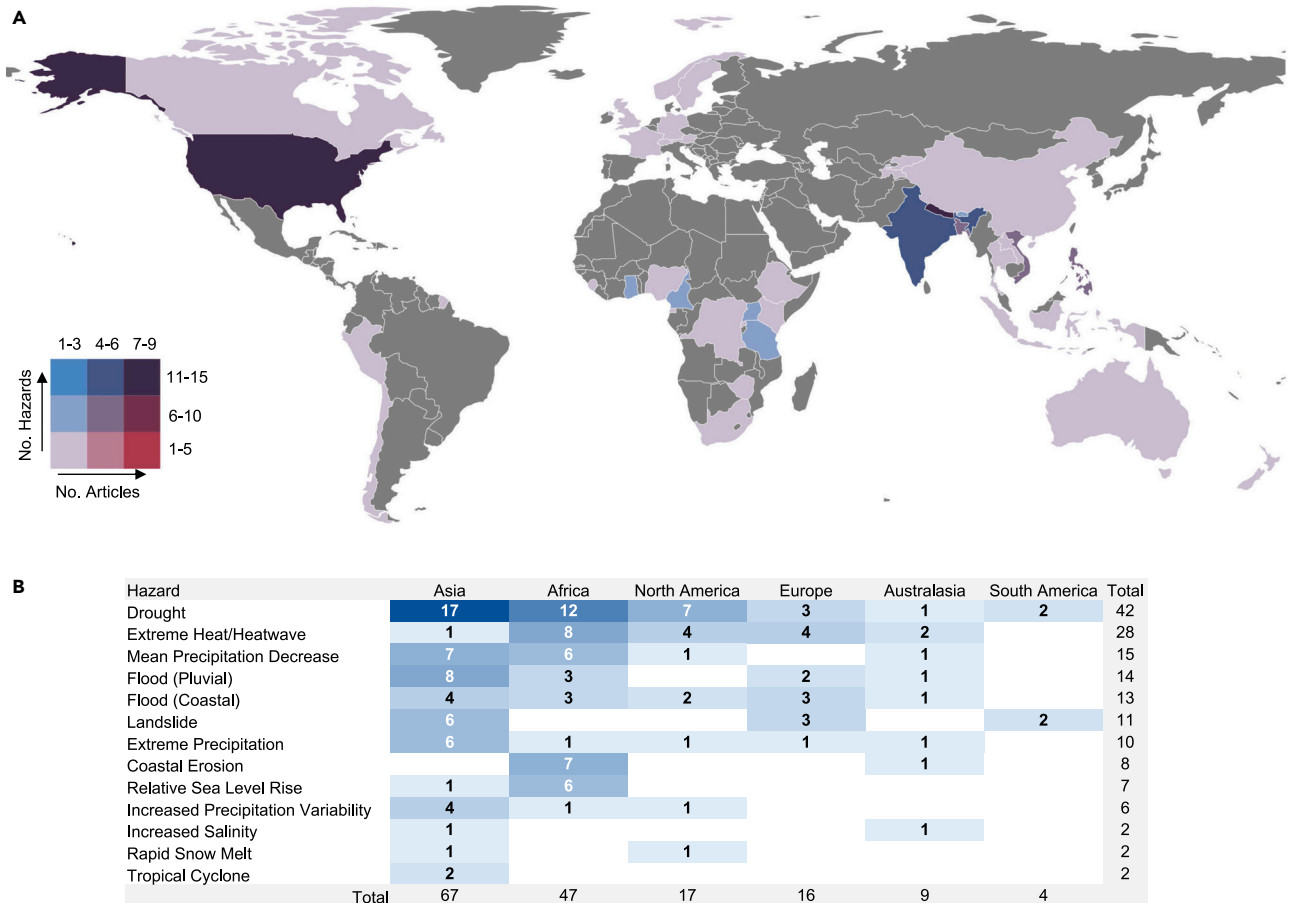 A
1-3 4-6 7-9
11-15
6-10
1-5
No. Hazards
No. Articles
B
Hazard Asia Africa North America Europe Australasia South America Total
Drought 17 12 7 3 1 2 42
Extreme Heat/Heatwave 1 8 4 4 2 28
Mean Precipitation Decrease 7 6 1 1 15
Flood (Pluvial) 8 3 2 1 14
Flood (Coastal) 4 3 2 3 1 13
Landslide 6 3 2 11
Extreme Precipitation 6 1 1 1 1 10
Coastal Erosion 7 1 8
Relative Sea Level Rise 1 6 7
Increased Precipitation Variability 4 1 1 6
Increased Salinity 1 1 2
Rapid Snow Melt 1 1 2
Tropical Cyclone 2 2
Total 67 47 17 16 9 4